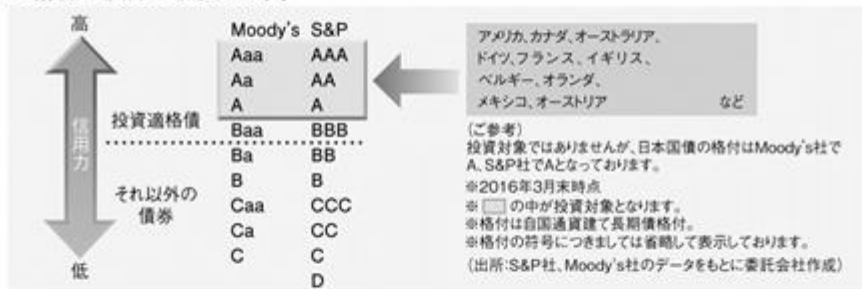 高
信用力
低
投資適格債
それ以外の
債券
Moody's S&P
Aaa AAA
Aa AA
A A
Baa BBB
Ba BB
B B
Caa CCC
Ca CC
C C
D
アメリカ、カナダ、オーストラリア、
ドイツ、フランス、イギリス、
ベルギー、オランダ、
メキシコ、オーストリア など
(ご参考)
投資対象ではありませんが、日本国債の格付はMoody's社で
A、S&P社でAとなっております。
※2016年3月末時点
※ の中が投資対象となります。
※格付は自国通貨建て長期債格付。
※格付の符号につきましては省略して表示しております。
(出所:S&P社、Moody's社のデータをもとに委託会社作成)